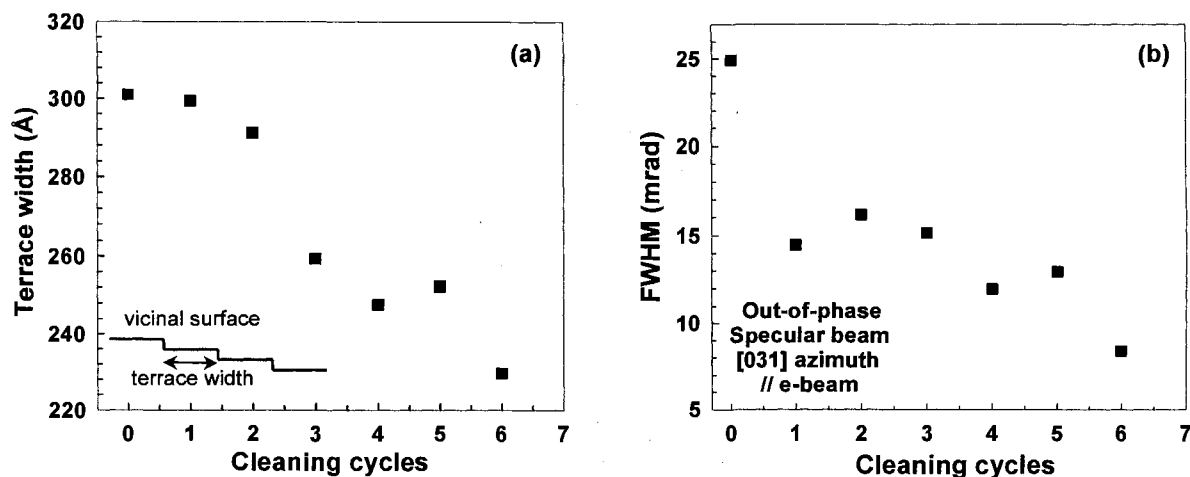 (a)
Terrace width (Å)
320
300
280
260
240
220
vicinal surface
terrace width
0 1 2 3 4 5 6 7
Cleaning cycles
(b)
FWHM (mrad)
25
20
15
10
5
Out-of-phase
Specular beam
[031] azimuth
// e-beam
0 1 2 3 4 5 6 7
Cleaning cycles